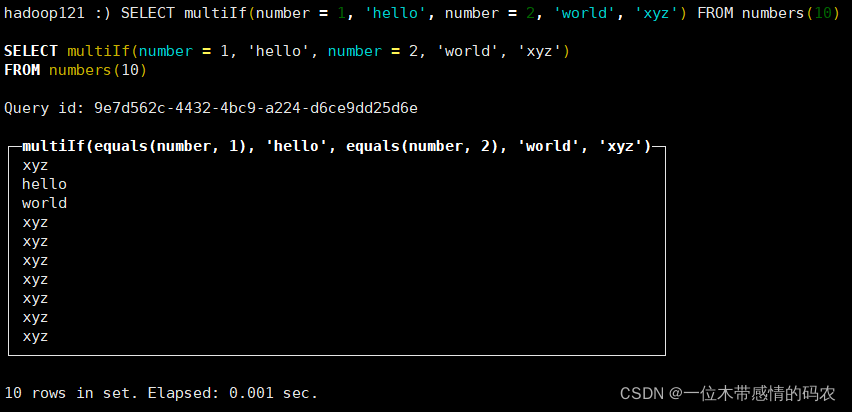 hadoop121 :) SELECT multiIf(number = 1, 'hello', number = 2, 'world', 'xyz') FROM numbers(10)
SELECT multiIf(number = 1, 'hello', number = 2, 'world', 'xyz')
FROM numbers(10)
Query id: 9e7d562c-4432-4bc9-a224-d6ce9dd25d6e
multiIf(equals(number, 1), 'hello', equals(number, 2), 'world', 'xyz')
xyz
hello
world
xyz
xyz
xyz
xyz
xyz
xyz
xyz
10 rows in set. Elapsed: 0.001 sec.
CSDN @一位木带感情的码农